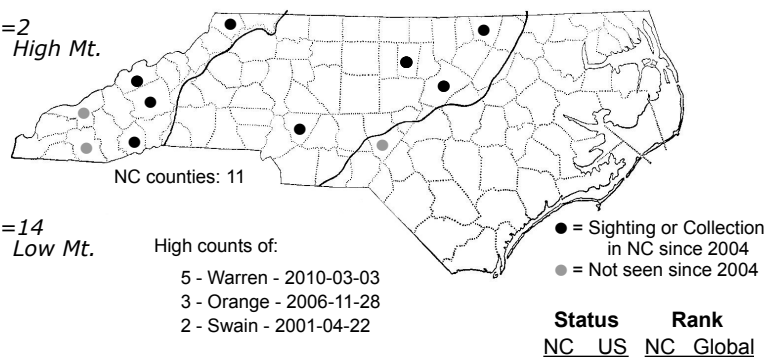 =2
High Mt.
NC counties: 11
=14
Low Mt.
High counts of:
5 - Warren - 2010-03-03
3 - Orange - 2006-11-28
2 - Swain - 2001-04-22
● = Sighting or Collection
in NC since 2004
● = Not seen since 2004
Status Rank
NC US NC Global